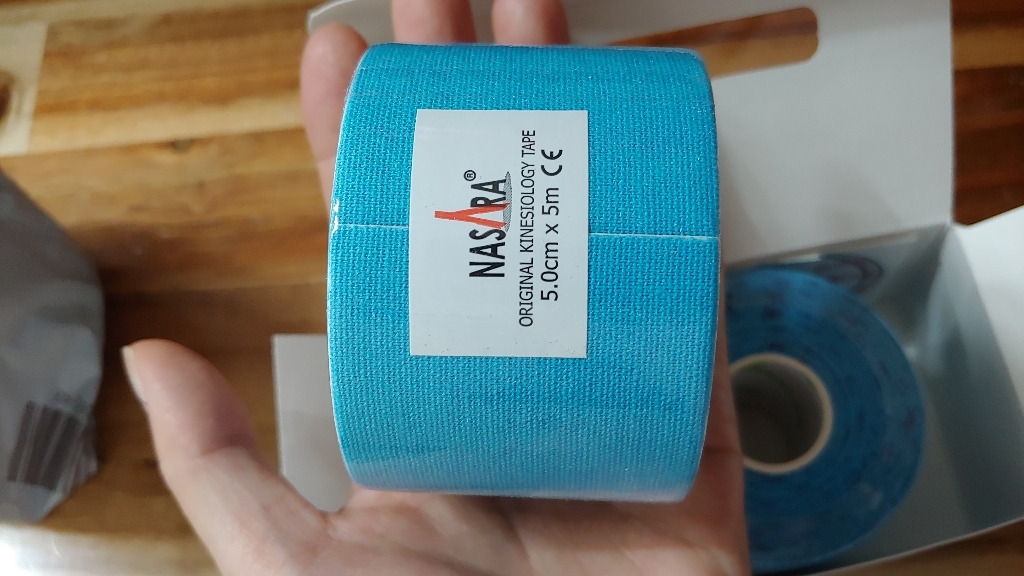 NASARA®
ORIGINAL KINESIOLOGY TAPE
5.0cm x 5m CE